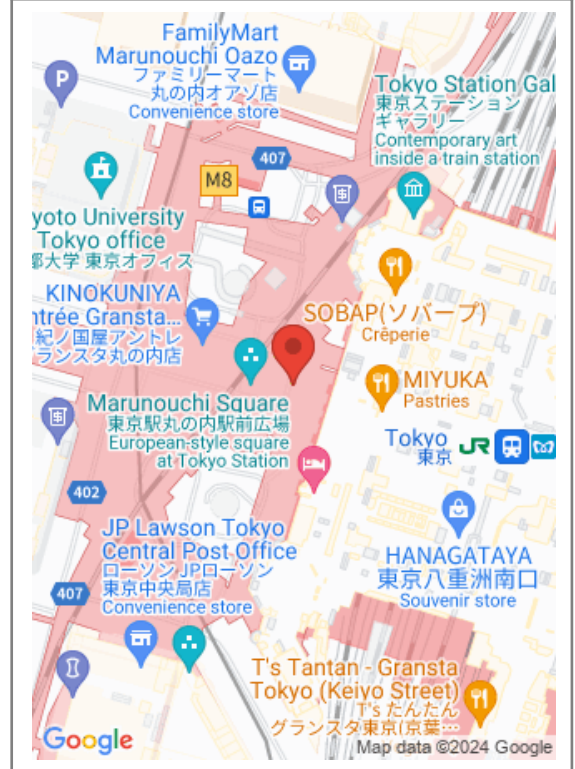 FamilyMart
Marunouchi Oazo
ファミリーマート
丸の内オアゾ店
Convenience store
P
Tokyo Station Gal
東京ステーション
ギャラリー
Contemporary art
inside a train station
407
M8
yoto University
Tokyo office
都大学 東京オフィス
KINOKUNIYA
ntrée Gransta...
紀ノ国屋アントレ
グランスタ丸の内店
SOBAP(ソバープ)
Crêperie
MIYUKA
Pastries
Marunouchi Square
東京駅丸の内駅前広場
European-style square
at Tokyo Station
Tokyo
東京
JR
402
JP Lawson Tokyo
Central Post Office
ローソン JPローソン
東京中央局店
Convenience store
407
HANAGATAYA
東京八重洲南口
Souvenir store
T's Tantan - Gransta
Tokyo (Keiyo Street)
T's たんたん
グランスタ東京(京葉…
Google
Map data ©2024 Google